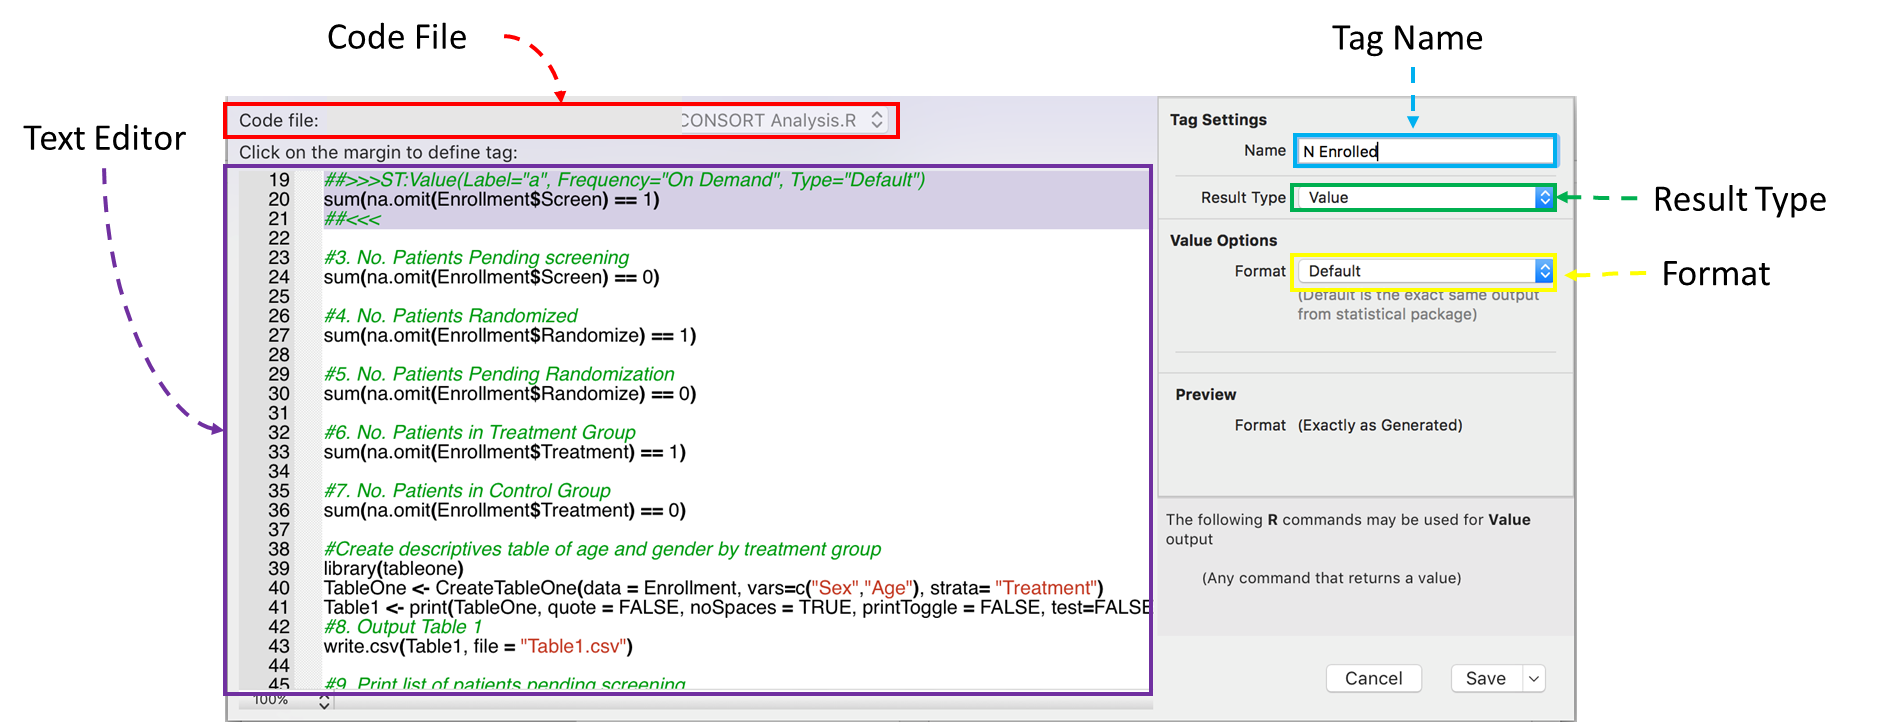 Code File
Tag Name
Text Editor
Code file:
CONSORT Analysis.R
Click on the margin to define tag:
19 ##>>>ST:Value(Label="a", Frequency="On Demand", Type="Default")
20 sum(na.omit(Enrollment$Screen) == 1)
21 ##<<<
22
23 #3. No. Patients Pending screening
24 sum(na.omit(Enrollment$Screen) == 0)
25
26 #4. No. Patients Randomized
27 sum(na.omit(Enrollment$Randomize) == 1)
28
29 #5. No. Patients Pending Randomization
30 sum(na.omit(Enrollment$Randomize) == 0)
31
32 #6. No. Patients in Treatment Group
33 sum(na.omit(Enrollment$Treatment) == 1)
34
35 #7. No. Patients in Control Group
36 sum(na.omit(Enrollment$Treatment) == 0)
37
38 #Create descriptives table of age and gender by treatment group
39 library(tableone)
40 TableOne <- CreateTableOne(data = Enrollment, vars=c("Sex","Age"), strata= "Treatment")
41 Table1 <- print(TableOne, quote = FALSE, noSpaces = TRUE, printToggle = FALSE, test=FALSE
42 #8. Output Table 1
43 write.csv(Table1, file = "Table1.csv")
44
45 #9. Print list of patients pending screening
100%
Tag Settings
Name N Enrolled
Result Type Value
Result Type
Value Options
Format Default
Format
(Default is the exact same output
from statistical package)
Preview
Format (Exactly as Generated)
The following R commands may be used for Value
output
(Any command that returns a value)
Cancel
Save